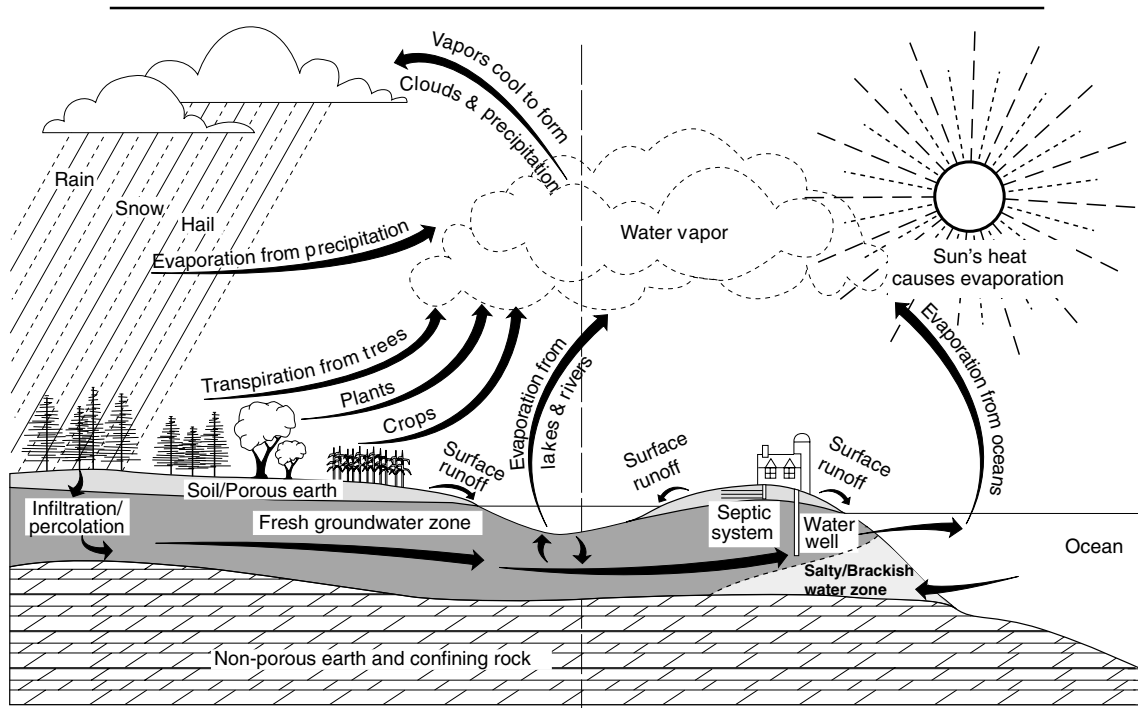 Vapors cool to form
Clouds & precipitation
Rain
Snow
Hail
Evaporation from precipitation
Water vapor
Sun's heat
causes evaporation
Transpiration from trees
Plants
Crops
Evaporation from
lakes & rivers
Evaporation from oceans
Surface
runoff
Surface
runoff
Surface
runoff
Soil/Porous earth
Infiltration/
percolation
Fresh groundwater zone
Septic
system
Water
well
Ocean
Salty/Brackish
water zone
Non-porous earth and confining rock